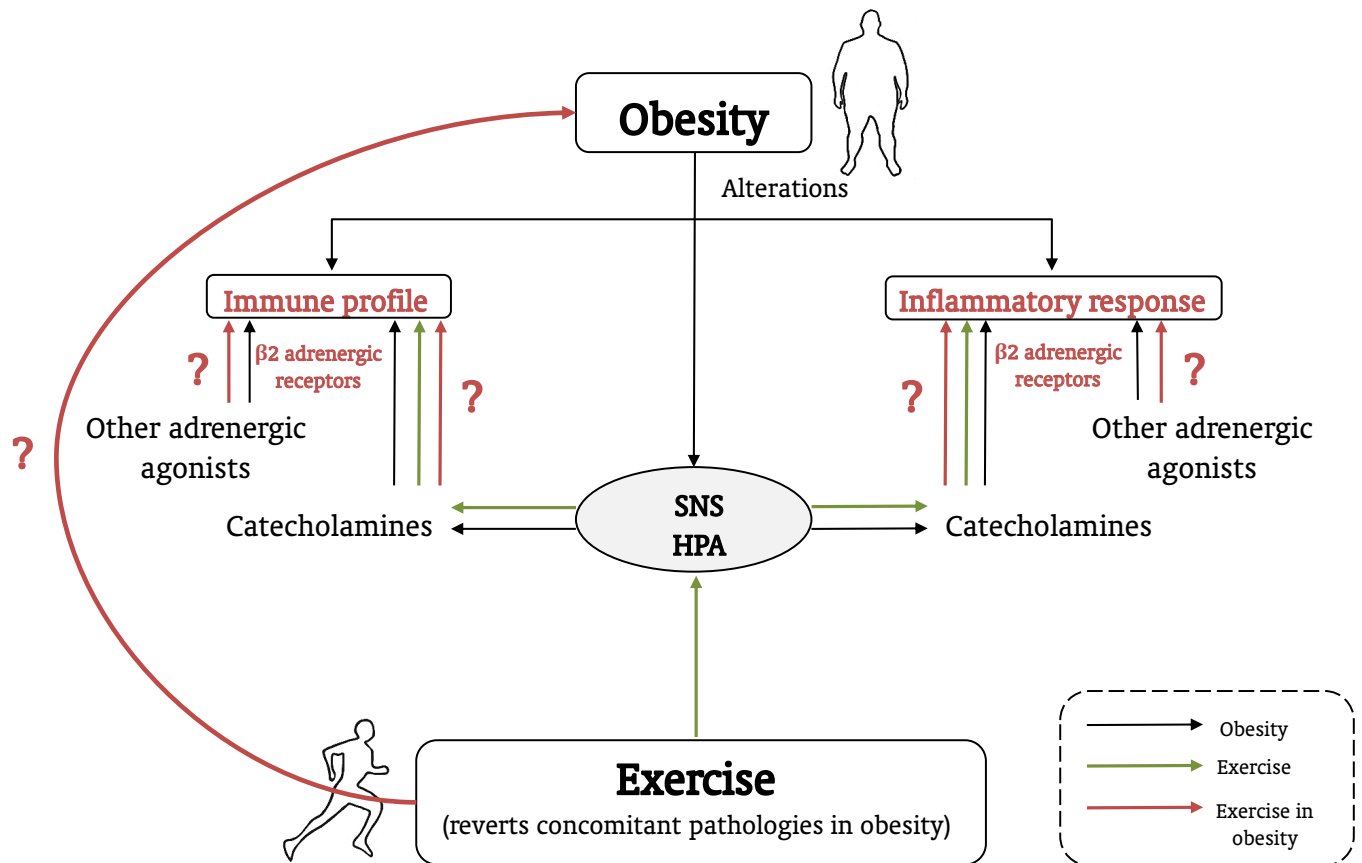 Obesity
Alterations
Immune profile
Inflammatory response
?
β2 adrenergic
receptors
?
?
β2 adrenergic
receptors
?
Other adrenergic
agonists
Other adrenergic
agonists
?
SNS
HPA
Catecholamines
Catecholamines
Exercise
(reverts concomitant pathologies in obesity)
Obesity
Exercise
Exercise in
obesity